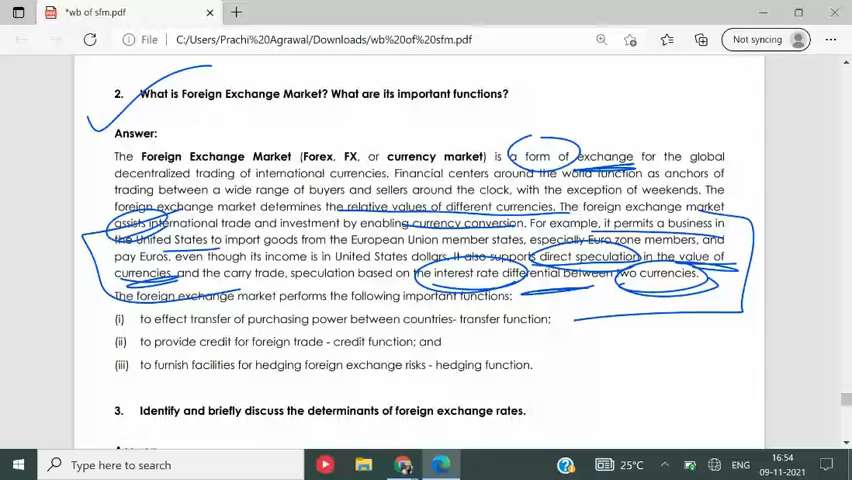 *wb of sfm.pdf
File
C:/Users/Prachi%20Agrawal/Downloads/wb%20of%20sfm.pdf
Not syncing
2. What is Foreign Exchange Market? What are its important functions?
Answer:
The Foreign Exchange Market (Forex, FX, or currency market) is a form of exchange for the global
decentralized trading of international currencies. Financial centers around the world function as anchors of
trading between a wide range of buyers and sellers around the clock, with the exception of weekends. The
foreign exchange market determines the relative values of different currencies. The foreign exchange market
assists international trade and investment by enabling currency conversion. For example, it permits a business in
the United States to import goods from the European Union member states, especially Euro zone members, and
pay Euros, even though its income is in United States dollars. It also supports direct speculation in the value of
currencies, and the carry trade, speculation based on the interest rate differential between two currencies.
The foreign exchange market performs the following important functions:
(i) to effect transfer of purchasing power between countries- transfer function;
(ii) to provide credit for foreign trade - credit function; and
(iii) to furnish facilities for hedging foreign exchange risks - hedging function.
3. Identify and briefly discuss the determinants of foreign exchange rates.
Type here to search
25°C
ENG
16:54
09-11-2021